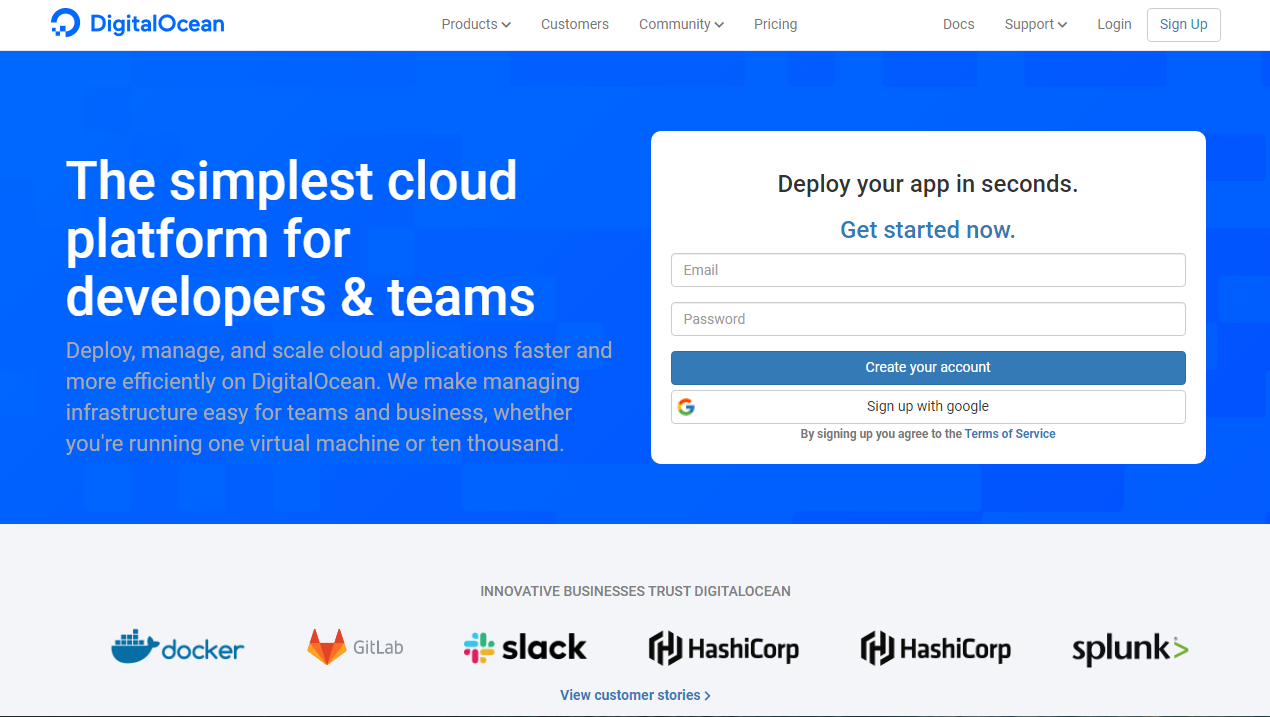 DigitalOcean
Products
Customers
Community
Pricing
Docs
Support
Login
Sign Up
The simplest cloud
platform for
developers & teams
Deploy, manage, and scale cloud applications faster and
more efficiently on DigitalOcean. We make managing
infrastructure easy for teams and business, whether
you're running one virtual machine or ten thousand.
Deploy your app in seconds.
Get started now.
Email
Password
Create your account
Sign up with google
By signing up you agree to the Terms of Service
INNOVATIVE BUSINESSES TRUST DIGITALOCEAN
docker
GitLab
slack
HashiCorp
HashiCorp
splunk>
View customer stories